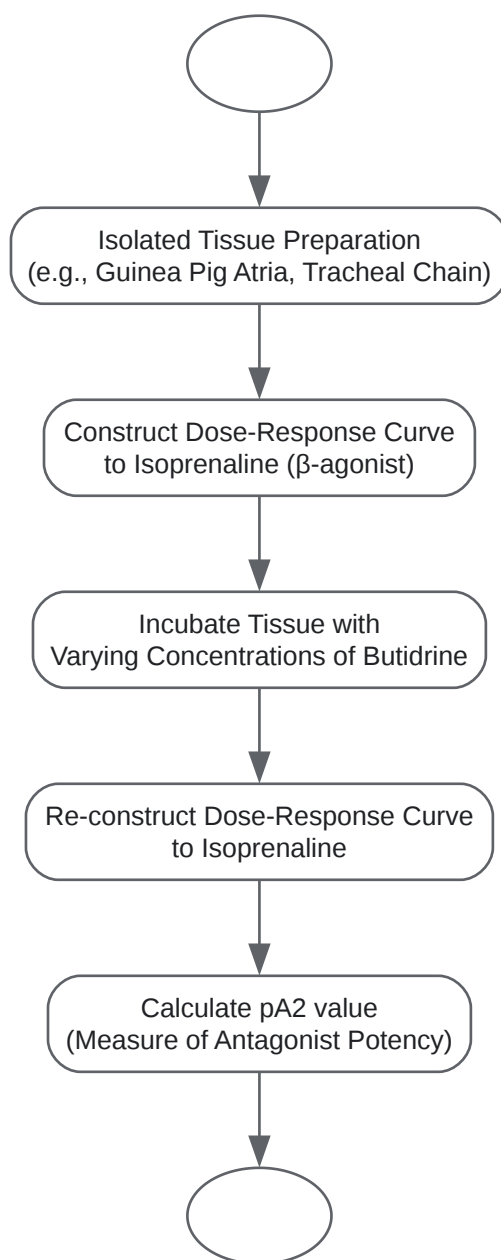 Isolated Tissue Preparation
(e.g., Guinea Pig Atria, Tracheal Chain)
Construct Dose-Response Curve
to Isoprenaline (β-agonist)
Incubate Tissue with
Varying Concentrations of Butidrine
Re-construct Dose-Response Curve
to Isoprenaline
Calculate pA2 value
(Measure of Antagonist Potency)